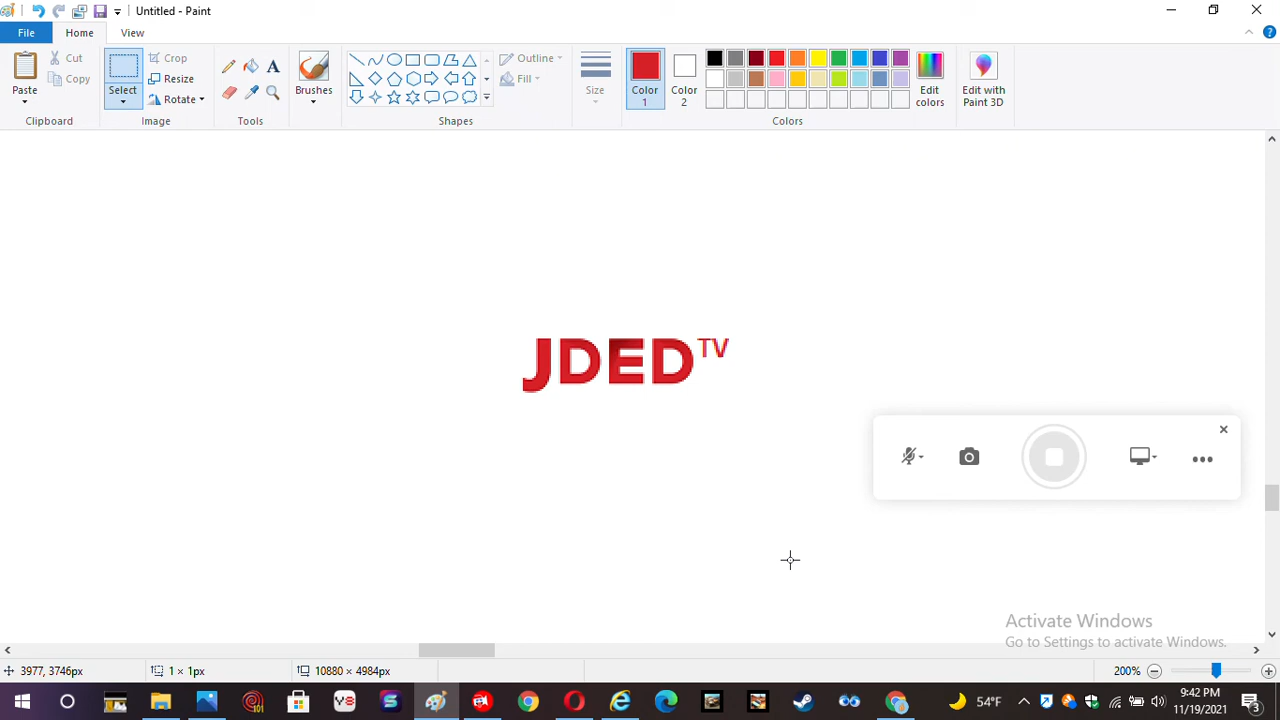 Untitled - Paint
File Home View
Paste
Cut
Copy
Clipboard
Select
Crop
Resize
Rotate
Image
Tools
Brushes
Shapes
Outline
Fill
Size
Color 1
Color 2
Colors
Edit colors
Edit with Paint 3D
JDED TV
Activate Windows
Go to Settings to activate Windows.
3977, 3746px 1 × 1px 10880 × 4984px 200%
101
54°F
9:42 PM
11/19/2021
3